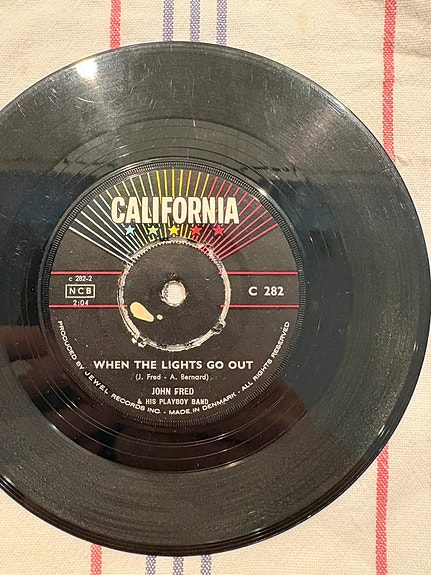 CALIFORNIA
c 282-2
NCB
2:04
C 282
WHEN THE LIGHTS GO OUT
(J. Fred - A. Bernard)
JOHN FRED
& HIS PLAYBOY BAND
PRODUCED BY JEWEL RECORDS INC. - MADE IN DENMARK - ALL RIGHTS RESERVED